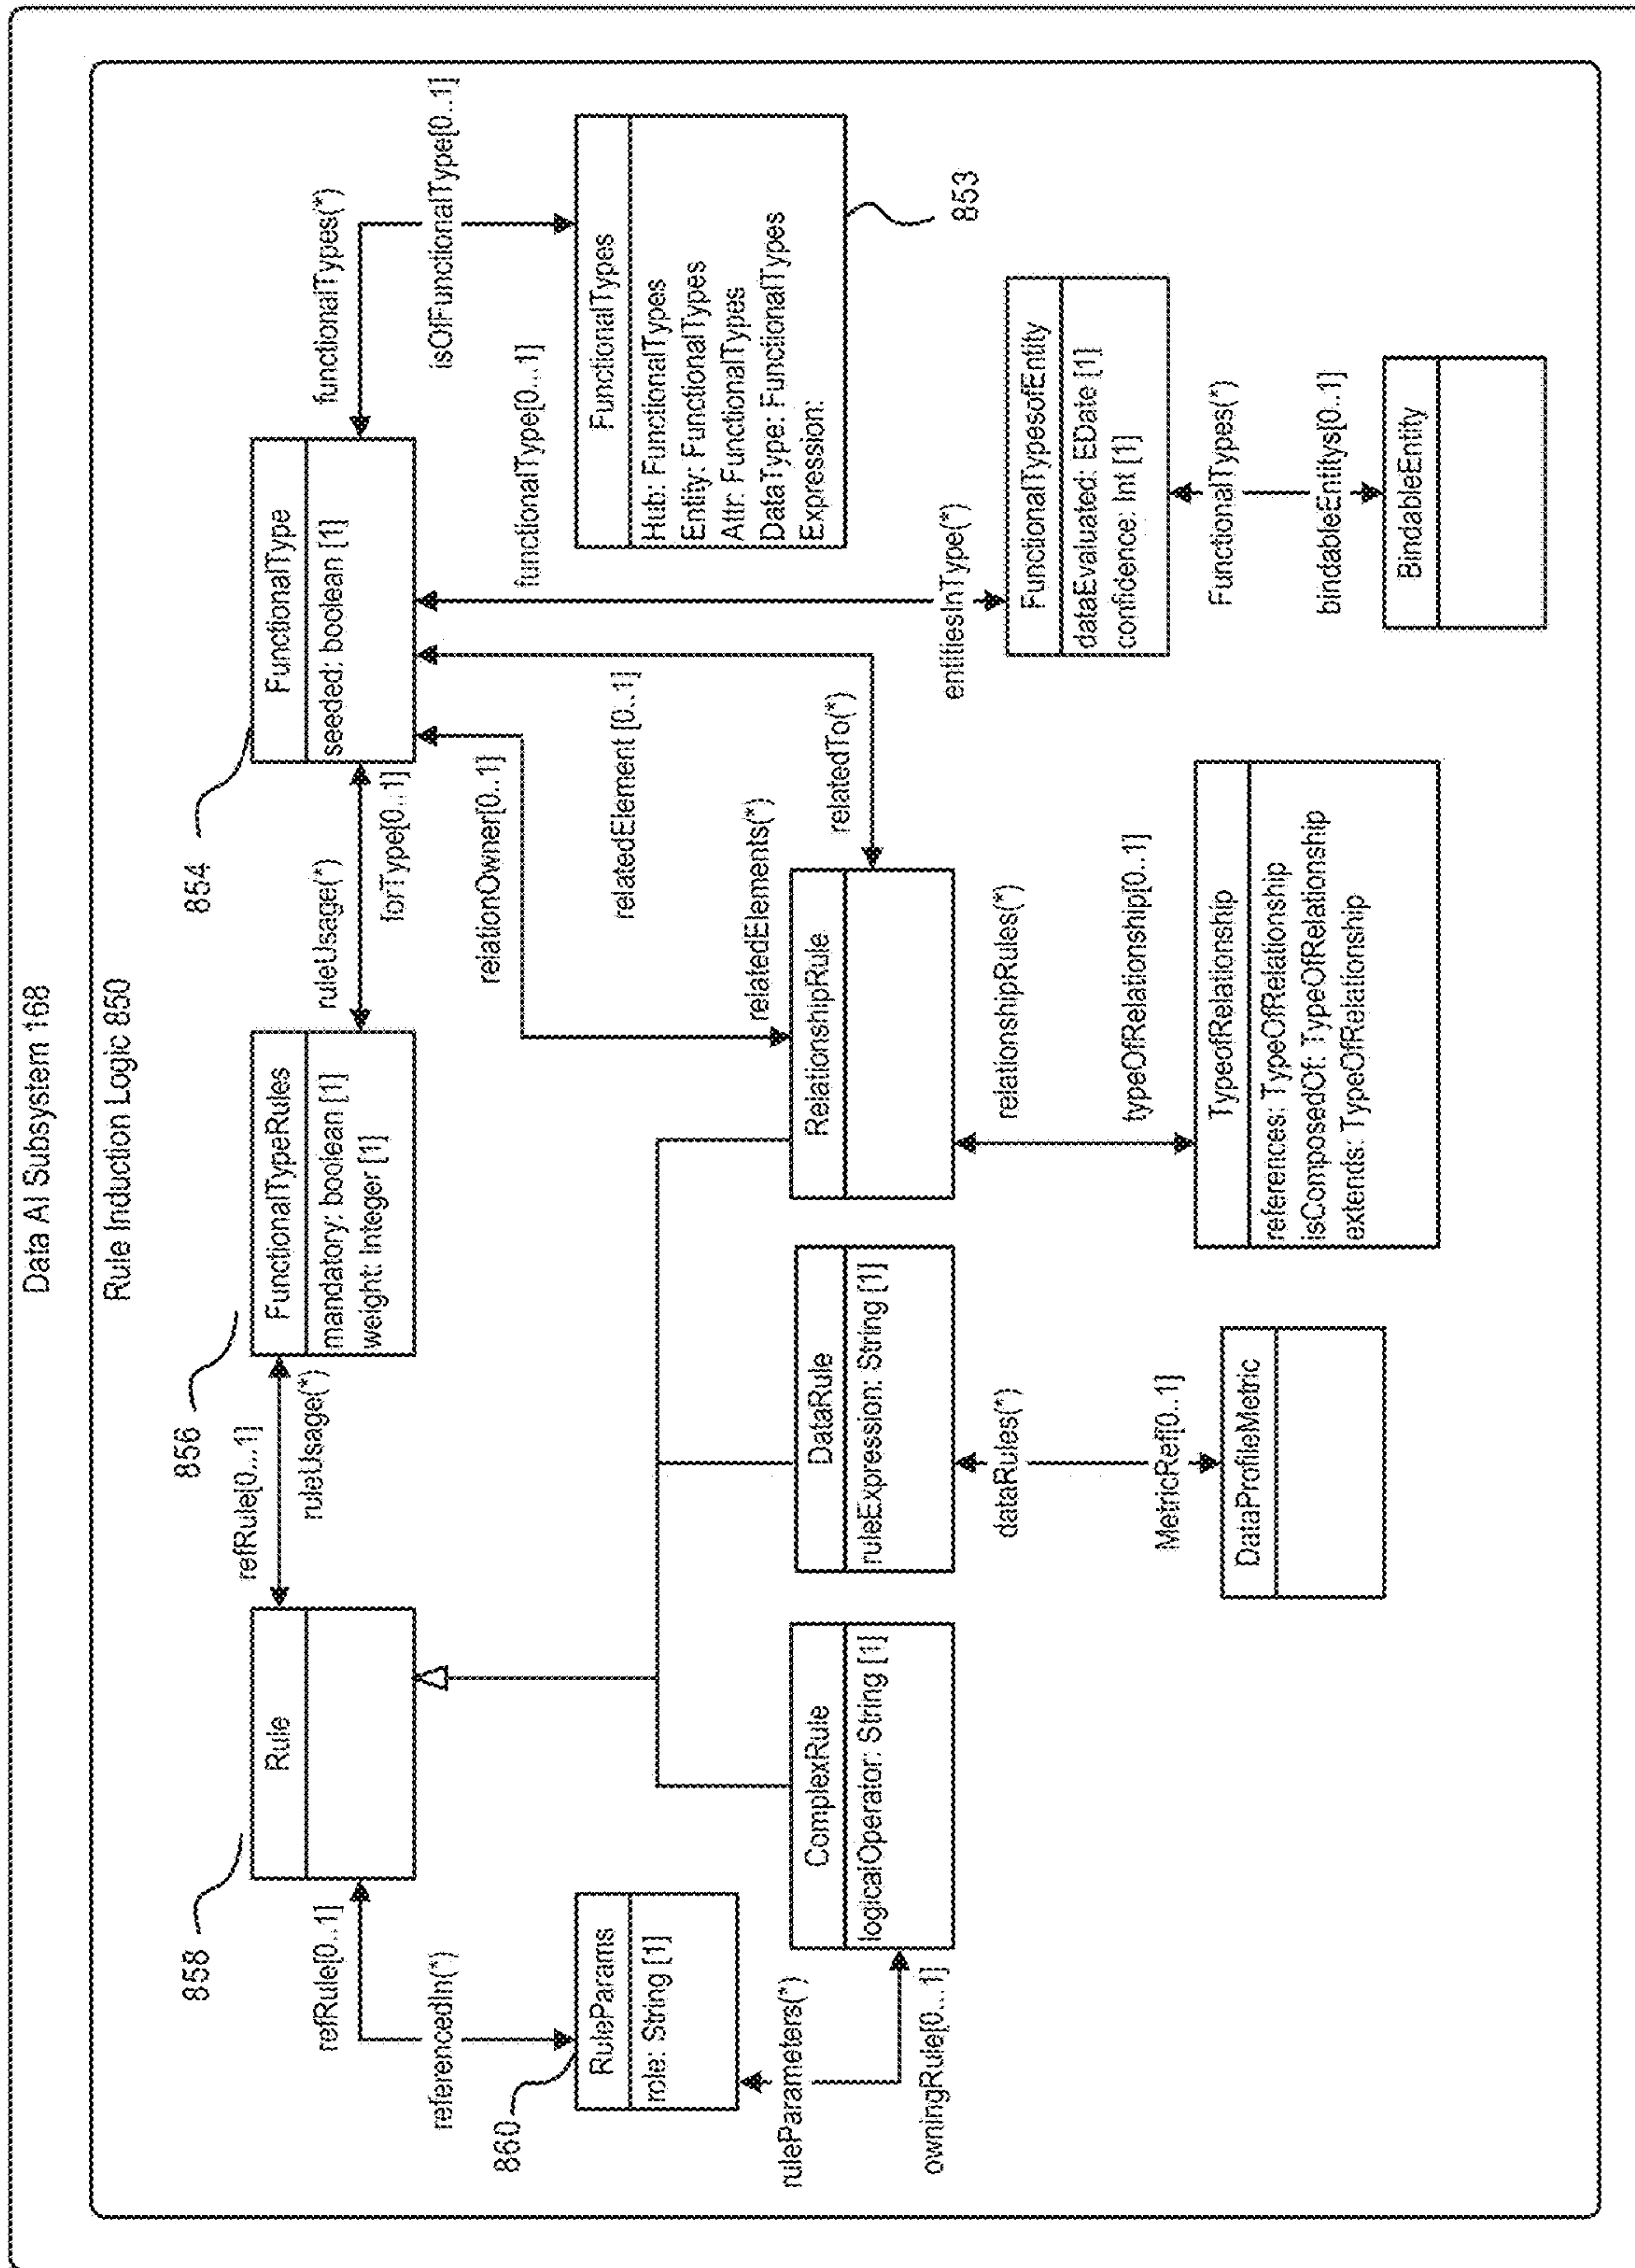 Data AI Subsystem 168
Rule Induction Logic 850
858
Rule
refRule[0...1]
ruleUsage(*)
856
FunctionalTypeRules
mandatory: boolean [1]
weight: Integer [1]
ruleUsage(*)
forType[0..1]
854
FunctionalType
seeded: boolean [1]
functionalTypes(*)
isOfFunctionalType[0..1]
refRule[0..1]
referencedIn(*)
860
RuleParams
role: String [1]
ruleParameters(*)
owningRule[0...1]
relationOwner[0..1]
relatedElement [0..1]
relatedElements(*)
relatedTo(*)
functionalType[0...1]
entitiesInType(*)
FunctionalTypes
Hub: FunctionalTypes
Entity: FunctionalTypes
Attr: FunctionalTypes
DataType: FunctionalTypes
Expression:
853
ComplexRule
logicalOperator: String [1]
DataRule
ruleExpression: String [1]
RelationshipRule
dataRules(*)
MetricRef[0..1]
DataProfileMetric
relationshipRules(*)
typeOfRelationship[0..1]
TypeofRelationship
references: TypeOfRelationship
isComposedOf: TypeOfRelationship
extends: TypeOfRelationship
FunctionalTypesofEntity
dataEvaluated: EDate [1]
confidence: Int [1]
FunctionalTypes(*)
bindableEntitys[0..1]
BindableEntity